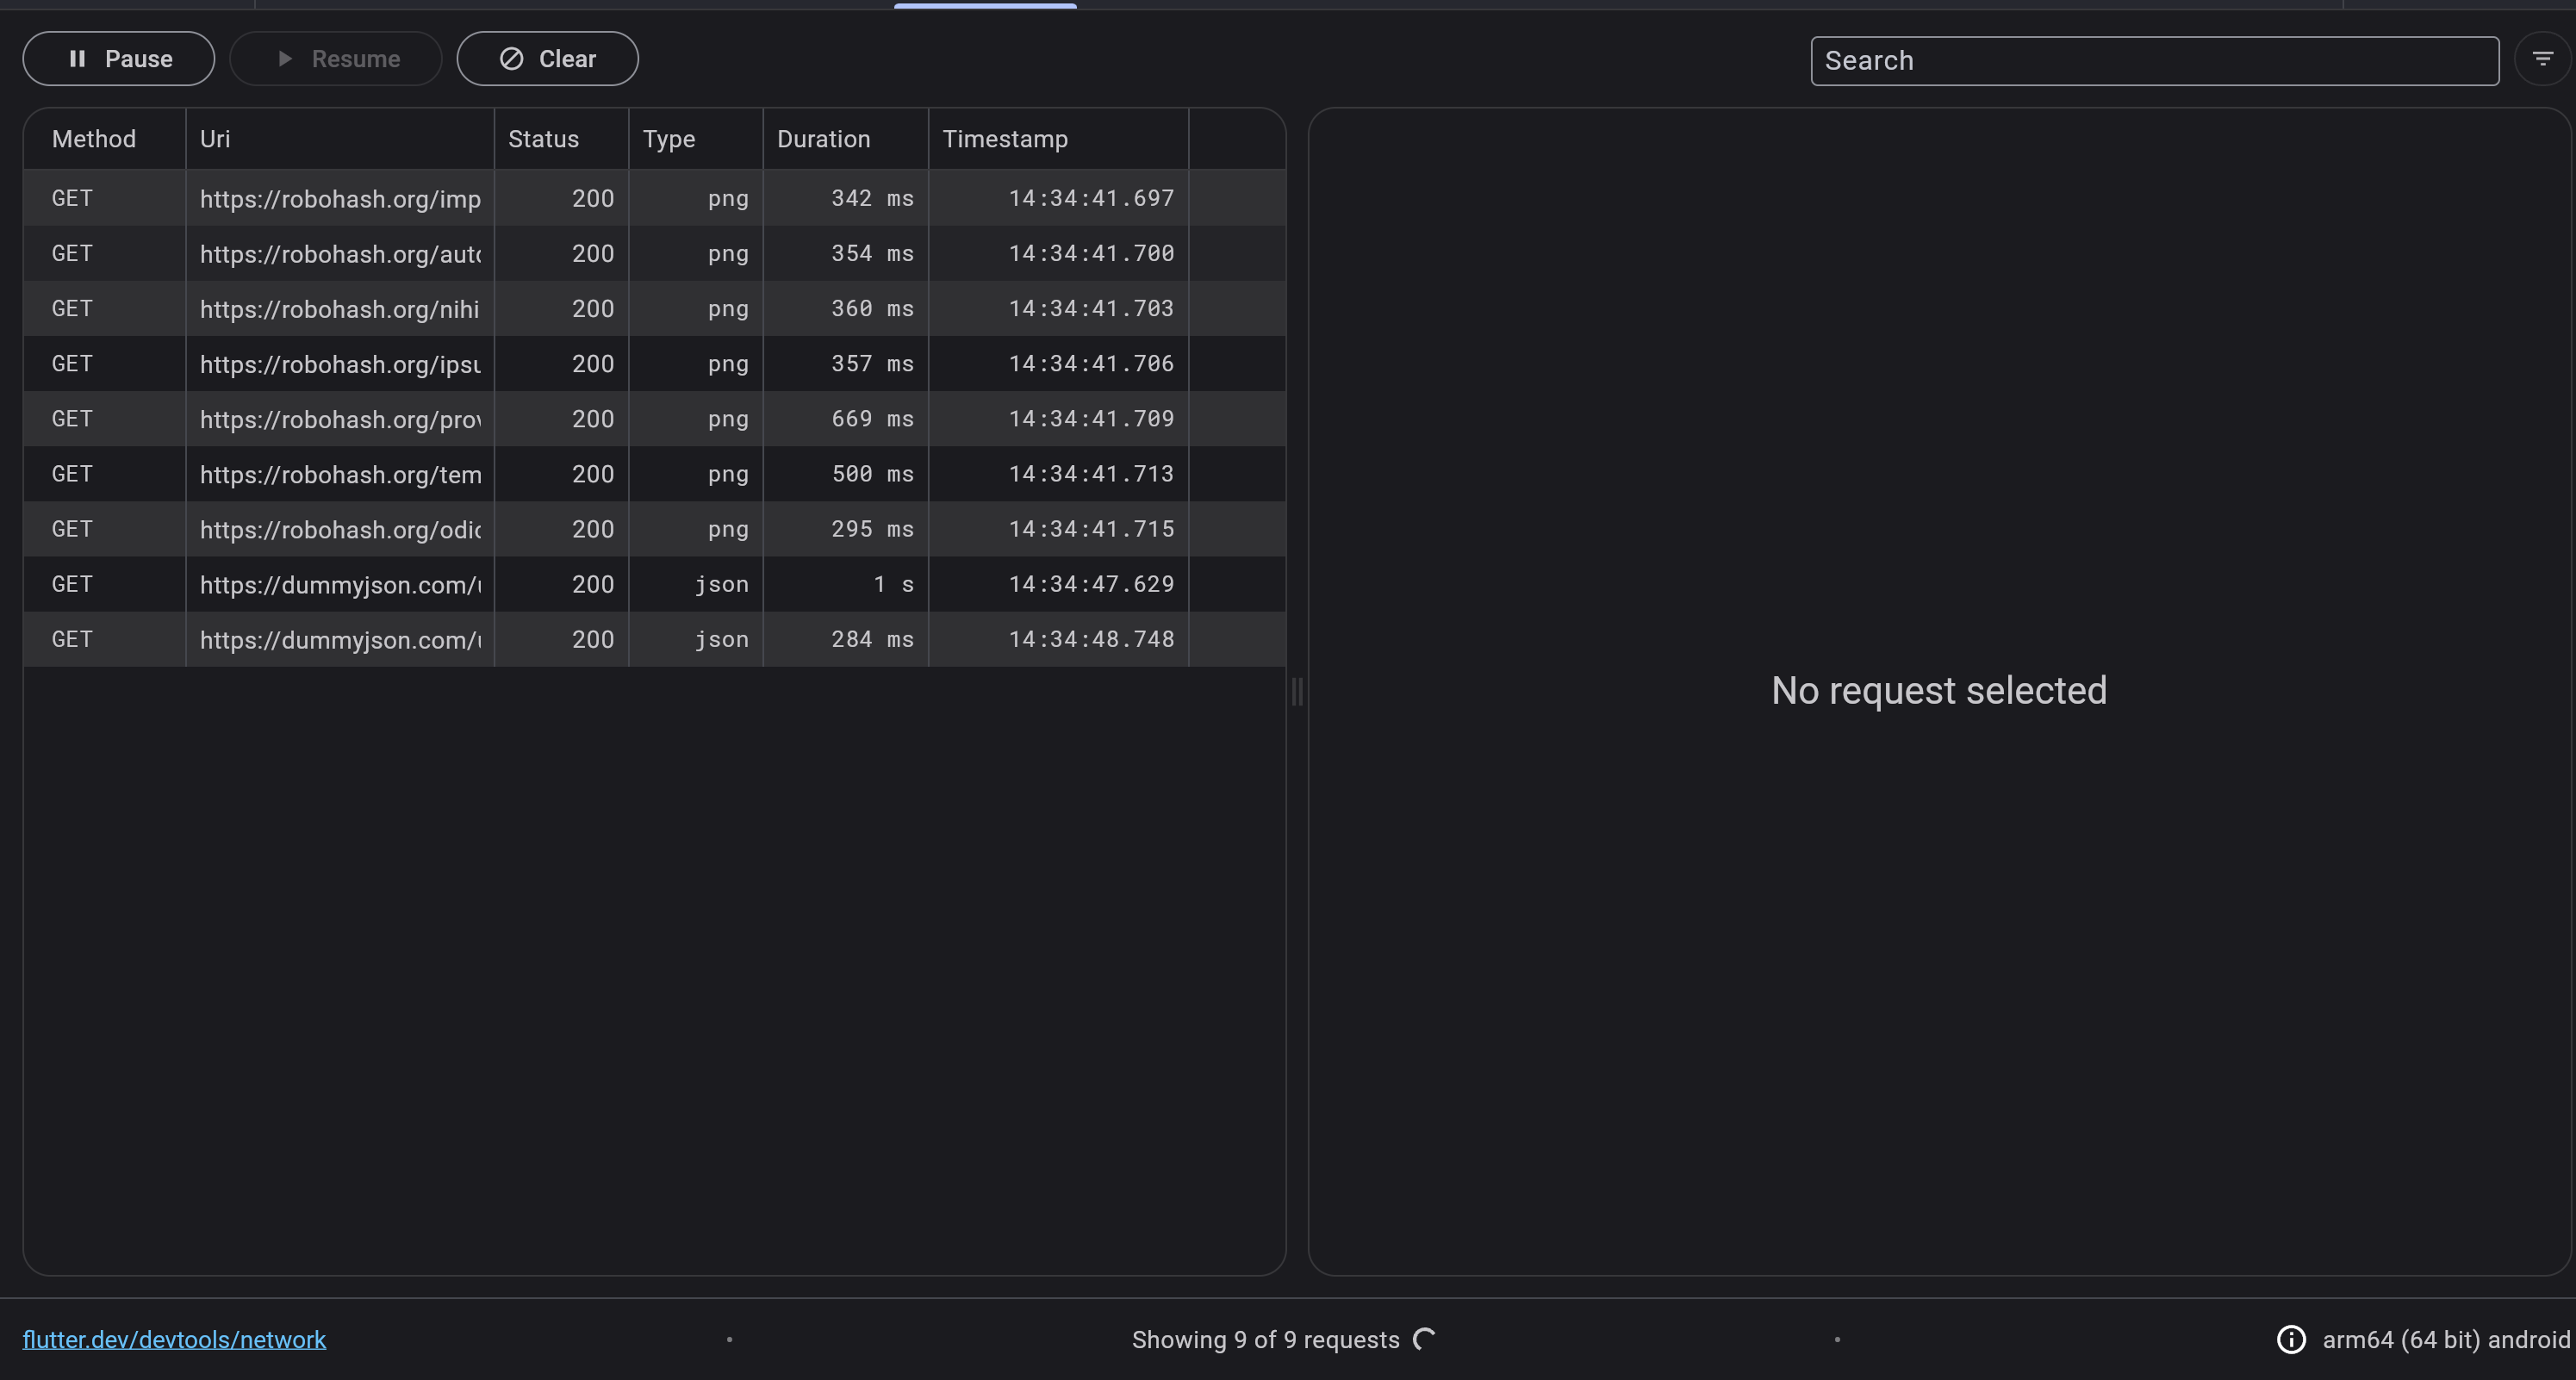 Pause Resume Clear Search
Method Uri Status Type Duration Timestamp
GET https://robohash.org/imp 200 png 342 ms 14:34:41.697
GET https://robohash.org/auto 200 png 354 ms 14:34:41.700
GET https://robohash.org/nihi 200 png 360 ms 14:34:41.703
GET https://robohash.org/ipsu 200 png 357 ms 14:34:41.706
GET https://robohash.org/prov 200 png 669 ms 14:34:41.709
GET https://robohash.org/tem 200 png 500 ms 14:34:41.713
GET https://robohash.org/odio 200 png 295 ms 14:34:41.715
GET https://dummyjson.com/u 200 json 1 s 14:34:47.629
GET https://dummyjson.com/u 200 json 284 ms 14:34:48.748
No request selected
flutter.dev/devtools/network • Showing 9 of 9 requests • arm64 (64 bit) android